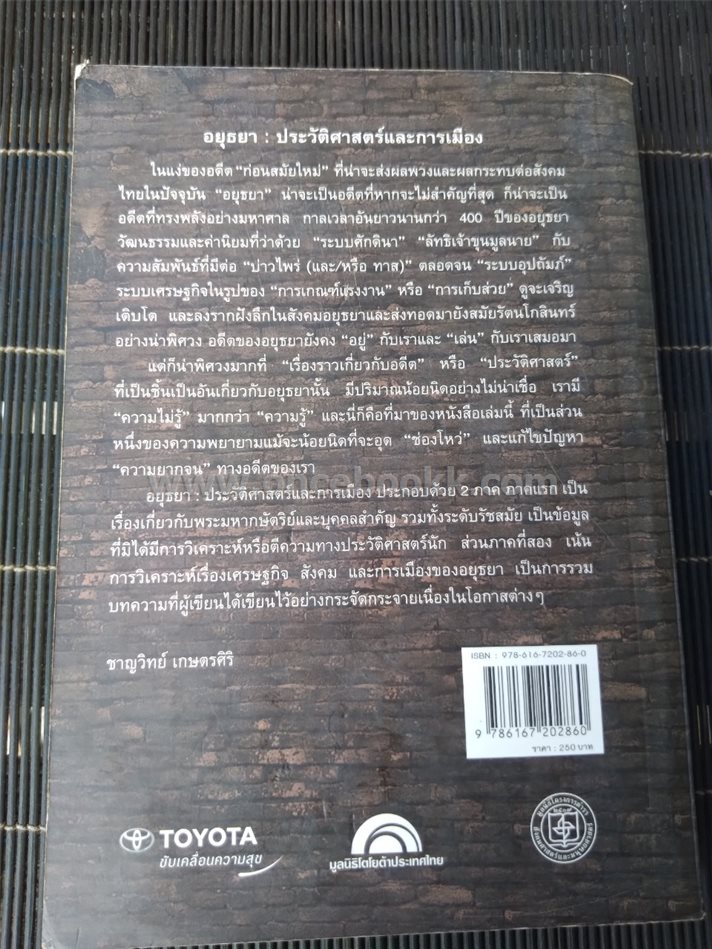 อยุธยา : ประวัติศาสตร์และการเมือง
ในแง่ของอดีต “ก่อนสมัยใหม่” ที่น่าจะส่งผลพวงและผลกระทบต่อสังคม
ไทยในปัจจุบัน “อยุธยา” น่าจะเป็นอดีตที่หากจะไม่สำคัญที่สุด ก็น่าจะเป็น
อดีตที่ทรงพลังอย่างมหาศาล กาลเวลาอันยาวนานกว่า 400 ปีของอยุธยา
วัฒนธรรมและค่านิยมที่ว่าด้วย “ระบบศักดินา” “ลัทธิเจ้าขุนมูลนาย” กับ
ความสัมพันธ์ที่มีต่อ “บ่าวไพร่ (และ/หรือ ทาส)” ตลอดจน “ระบบอุปถัมภ์”
ระบบเศรษฐกิจในรูปของ “การเกณฑ์แรงงาน” หรือ “การเก็บส่วย” ดูจะเจริญ
เติบโต และลงรากฝังลึกในสังคมอยุธยาและส่งทอดมายังสมัยรัตนโกสินทร์
อย่างน่าพิศวง อดีตของอยุธยายังคง “อยู่” กับเราและ “เล่น” กับเราเสมอมา
แต่ก็น่าพิศวงมากที่ “เรื่องราวเกี่ยวกับอดีต” หรือ “ประวัติศาสตร์”
ที่เป็นชิ้นเป็นอันเกี่ยวกับอยุธยานั้น มีปริมาณน้อยนิดอย่างไม่น่าเชื่อ เรามี
“ความไม่รู้” มากกว่า “ความรู้” และนี่ก็คือที่มาของหนังสือเล่มนี้ ที่เป็นส่วน
หนึ่งของความพยายามแม้จะน้อยนิดที่จะอุด “ช่องโหว่” และแก้ไขปัญหา
“ความยากจน” ทางอดีตของเรา
www.oncebookk.com
อยุธยา : ประวัติศาสตร์และการเมือง ประกอบด้วย 2 ภาค ภาคแรก เป็น
เรื่องเกี่ยวกับพระมหากษัตริย์และบุคคลสำคัญ รวมทั้งระดับรัชสมัย เป็นข้อมูล
ที่มิได้มีการวิเคราะห์หรือตีความทางประวัติศาสตร์นัก ส่วนภาคที่สอง เน้น
การวิเคราะห์เรื่องเศรษฐกิจ สังคม และการเมืองของอยุธยา เป็นการรวม
บทความที่ผู้เขียนได้เขียนไว้อย่างกระจัดกระจายเนื่องในโอกาสต่างๆ
ชาญวิทย์ เกษตรศิริ
ISBN : 978-616-7202-86-0
9 786167 202860
ราคา : 250 บาท
TOYOTA
ขับเคลื่อนความสุข
มูลนิธิโตโยต้าประเทศไทย
มูลนิธิโครงการตำรา
๒๕๐๙
สังคมศาสตร์และมนุษยศาสตร์